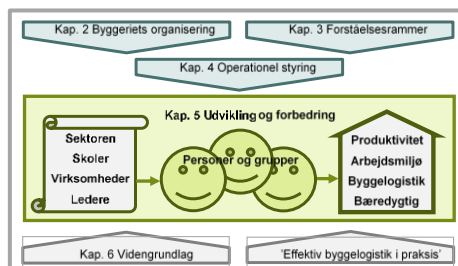 Kap. 2 Byggeriets organisering
Kap. 3 Forståelsesrammer
Kap. 4 Operationel styring
Kap. 5 Udvikling og forbedring
Sektoren
Skoler
Virksomheder
Ledere
Personer og grupper
Produktivitet
Arbejdsmiljø
Byggelogistik
Bæredygtig
Kap. 6 Videngrundlag
'Effektiv byggelogistik i praksis'